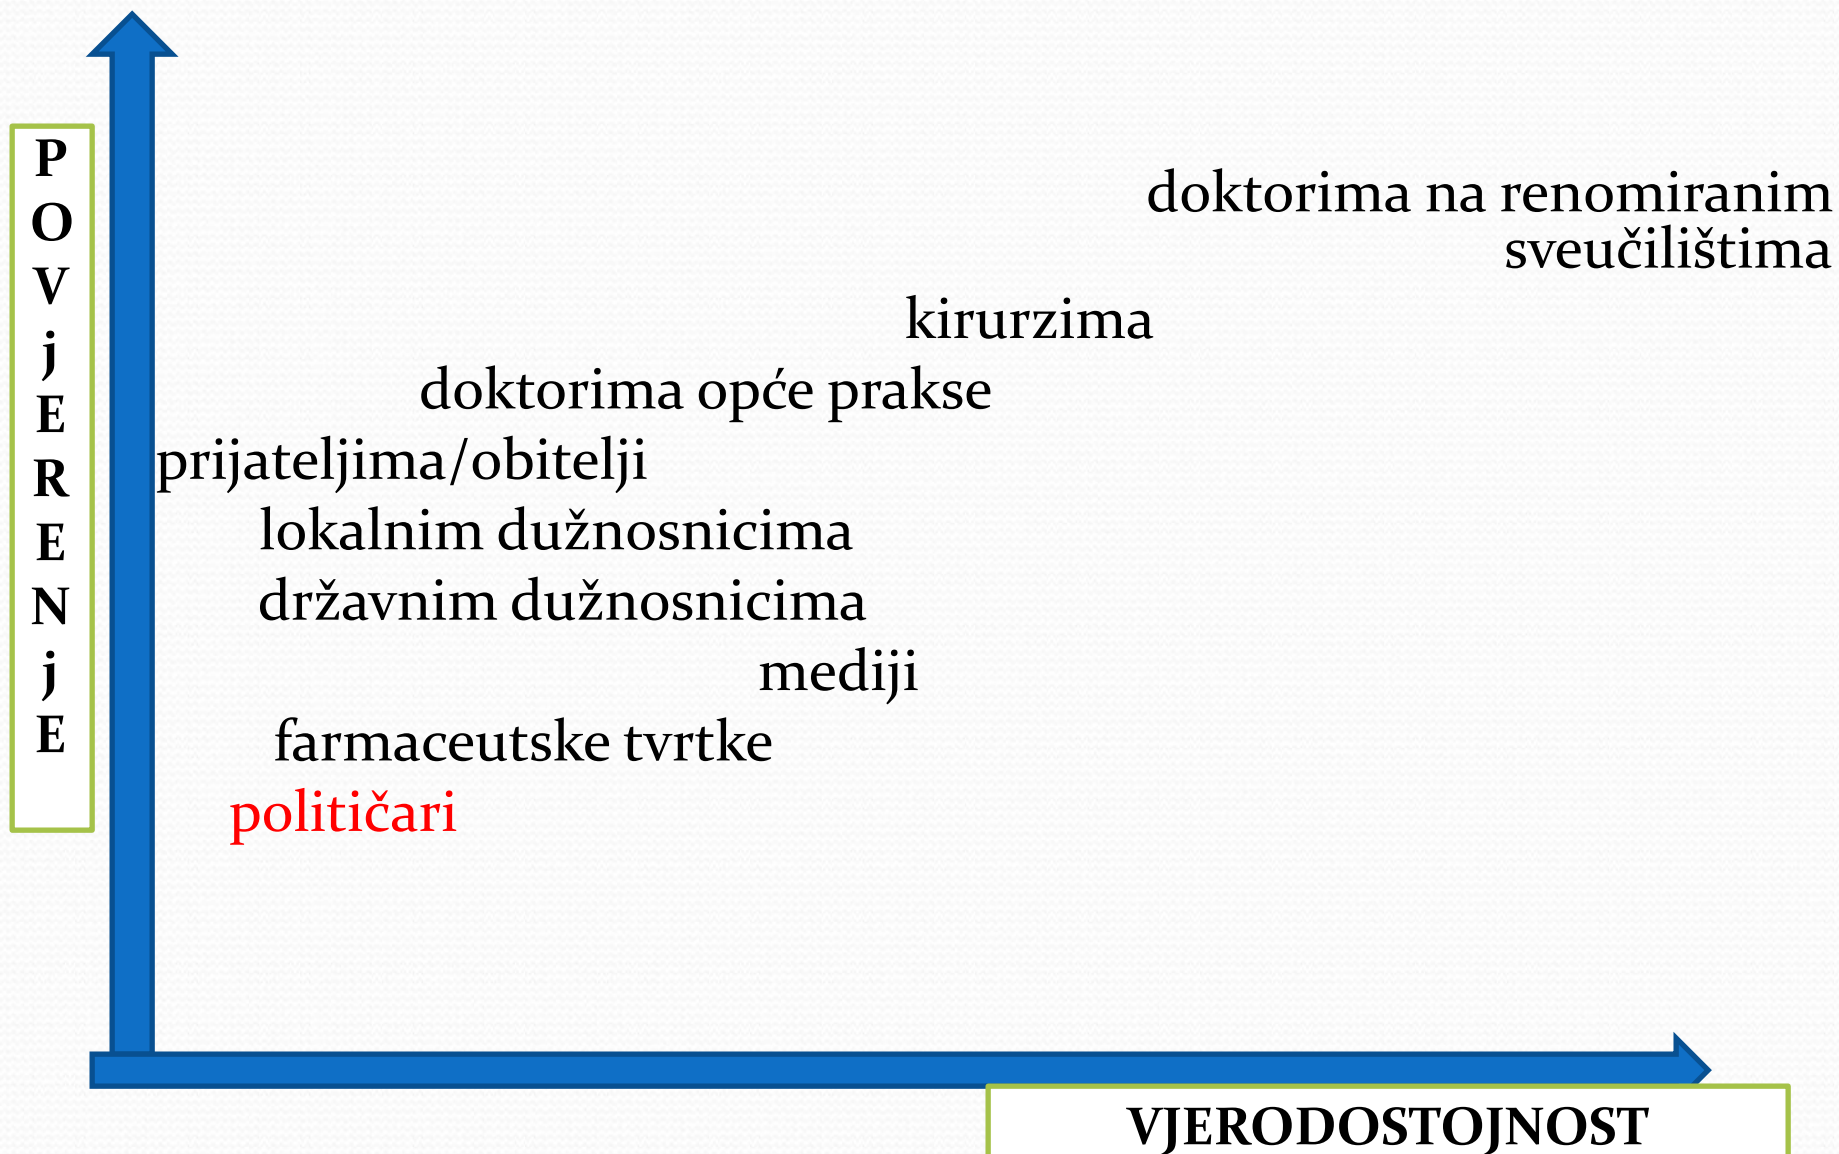 POVjERENjE
doktorima na renomiranim
sveučilištima
kirurzima
doktorima opće prakse
prijateljima/obitelji
lokalnim dužnosnicima
državnim dužnosnicima
mediji
farmaceutske tvrtke
političari
VJERODOSTOJNOST